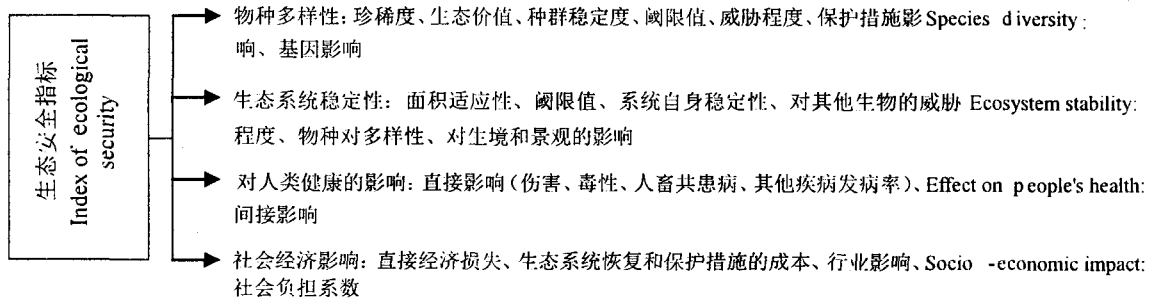 生态安全指标
Index of ecological
security
物种多样性：珍稀度、生态价值、种群稳定度、阈限值、威胁程度、保护措施影 Species diversity:
响、基因影响
生态系统稳定性：面积适应性、阈限值、系统自身稳定性、对其他生物的威胁 Ecosystem stability:
程度、物种对多样性、对生境和景观的影响
对人类健康的影响：直接影响（伤害、毒性、人畜共患病、其他疾病发病率）、Effect on people's health:
间接影响
社会经济影响：直接经济损失、生态系统恢复和保护措施的成本、行业影响、Socio -economic impact:
社会负担系数